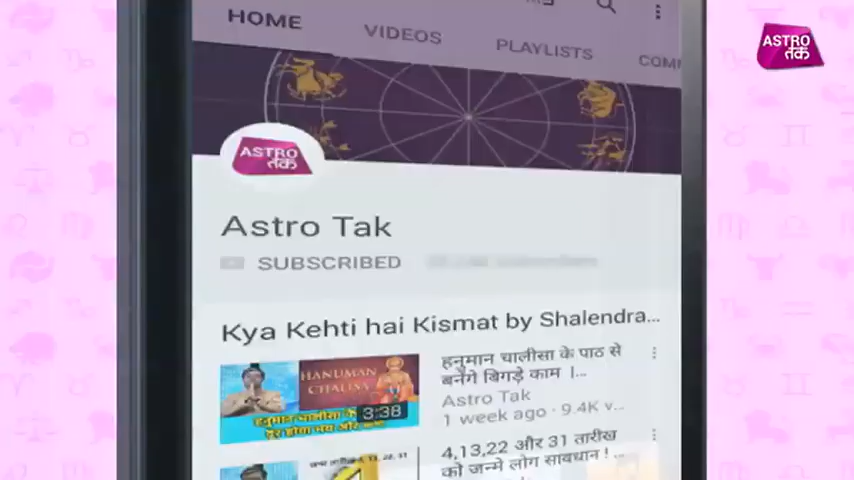 HOME
VIDEOS
PLAYLISTS
ASTRO
तक
ASTRO
तक
Astro Tak
SUBSCRIBED
Kya Kehti hai Kismat by Shalendra...
HANUMAN
CHALISA
3:38
हनुमान चालीसा के पाठ से
बनेंगे बिगड़े काम ।...
Astro Tak
1 week ago · 9.4K v...
4,13,22 और 31 तारीख
को जन्मे लोग सावधान ! ...